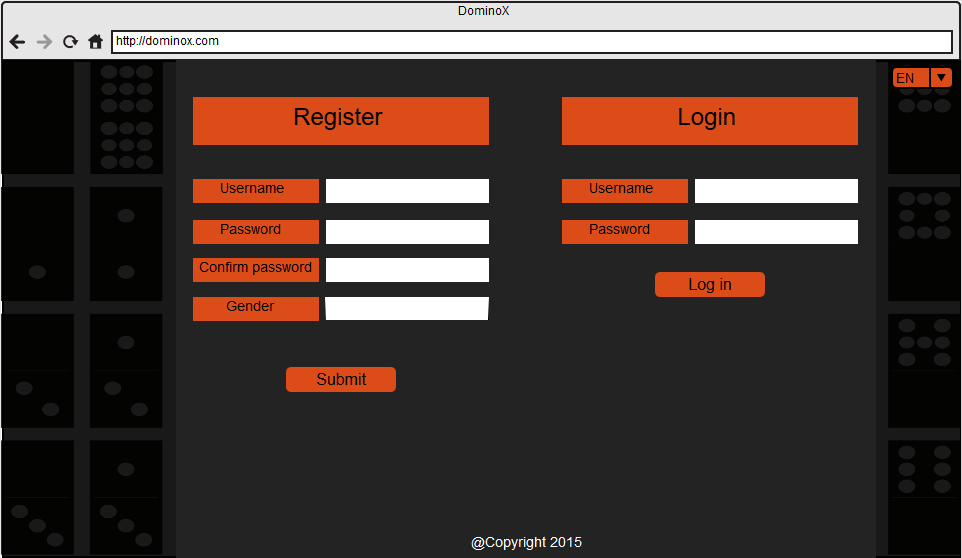 DominoX
http://dominox.com
EN
Register
Login
Username
Password
Confirm password
Gender
Submit
Username
Password
Log in
@Copyright 2015